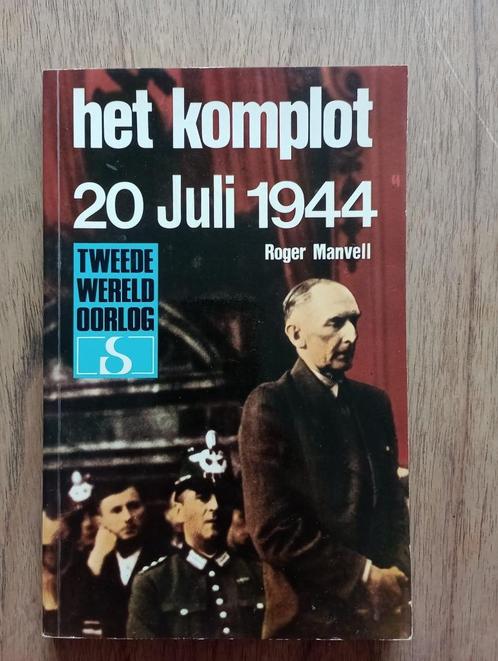 het komplot
20 Juli 1944
Roger Manvell
TWEEDE
WERELD
OORLOG
S